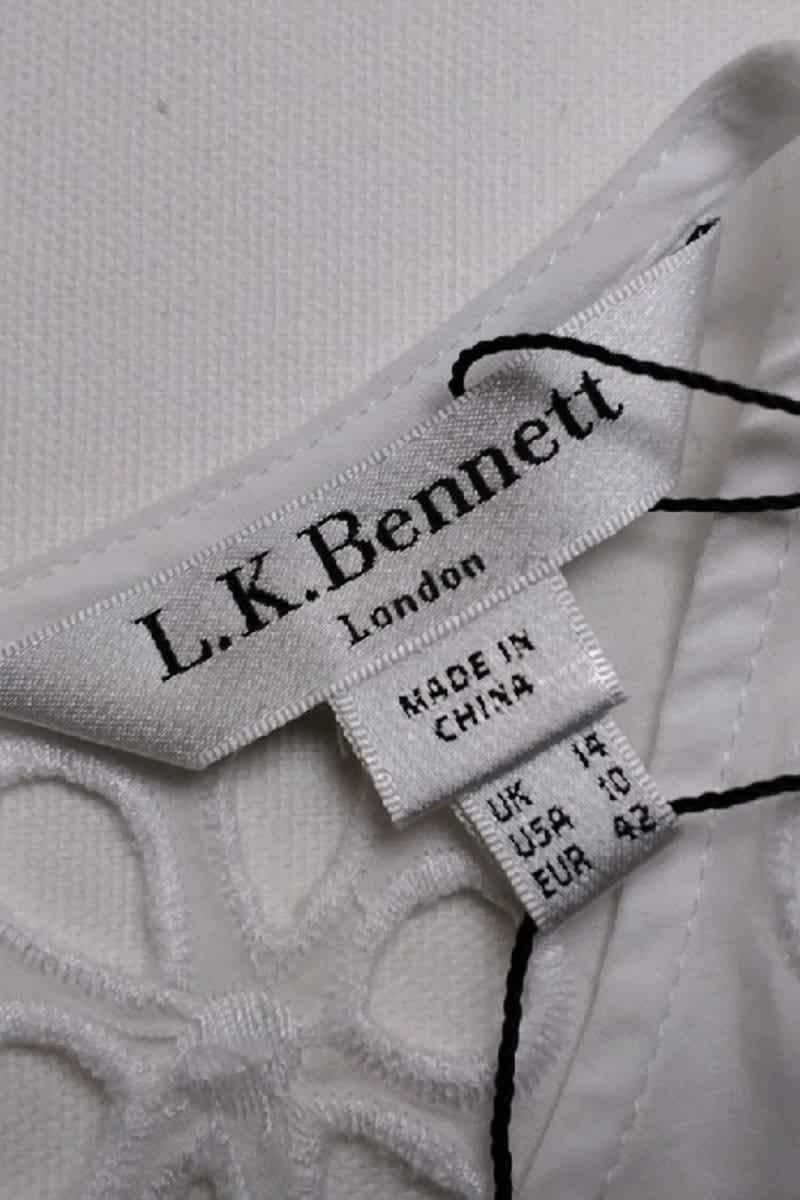 L.K.Bennett
London
MADE IN
CHINA
UK 14
USA 10
EUR 42